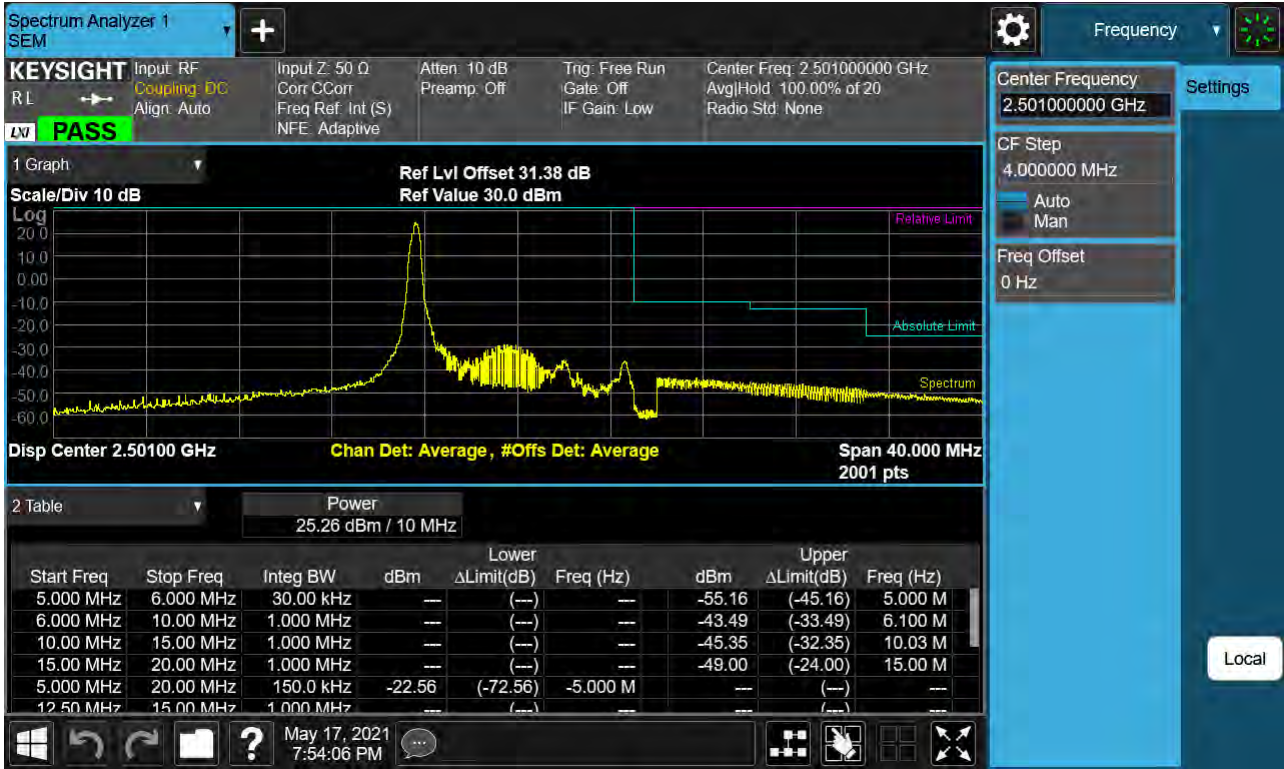 Spectrum Analyzer 1
SEM
+
Frequency
KEYSIGHT
RL
LXI
PASS
Input: RF
Coupling: DC
Align: Auto
Input Z: 50 Ω
Corr CCorr
Freq Ref: Int (S)
NFE: Adaptive
Atten: 10 dB
Preamp: Off
Trig: Free Run
Gate: Off
IF Gain: Low
Center Freq: 2.501000000 GHz
Avg|Hold: 100.00% of 20
Radio Std: None
Center Frequency
2.501000000 GHz
Settings
CF Step
4.000000 MHz
Auto
Man
Freq Offset
0 Hz
1 Graph
Scale/Div 10 dB
Ref Lvl Offset 31.38 dB
Ref Value 30.0 dBm
Log
20.0
10.0
0.00
-10.0
-20.0
-30.0
-40.0
-50.0
-60.0
Relative Limit
Absolute Limit
Spectrum
Disp Center 2.50100 GHz
Chan Det: Average, #Offs Det: Average
Span 40.000 MHz
2001 pts
2 Table
Power
25.26 dBm / 10 MHz
Lower Upper
Start Freq Stop Freq Integ BW dBm ΔLimit(dB) Freq (Hz) dBm ΔLimit(dB) Freq (Hz)
5.000 MHz 6.000 MHz 30.00 kHz --- (---) --- -55.16 (-45.16) 5.000 M
6.000 MHz 10.00 MHz 1.000 MHz --- (---) --- -43.49 (-33.49) 6.100 M
10.00 MHz 15.00 MHz 1.000 MHz --- (---) --- -45.35 (-32.35) 10.03 M
15.00 MHz 20.00 MHz 1.000 MHz --- (---) --- -49.00 (-24.00) 15.00 M
5.000 MHz 20.00 MHz 150.0 kHz -22.56 (-72.56) -5.000 M --- (---) ---
12.50 MHz 15.00 MHz 1.000 MHz --- (---) --- --- (---) ---
Local
?
May 17, 2021
7:54:06 PM